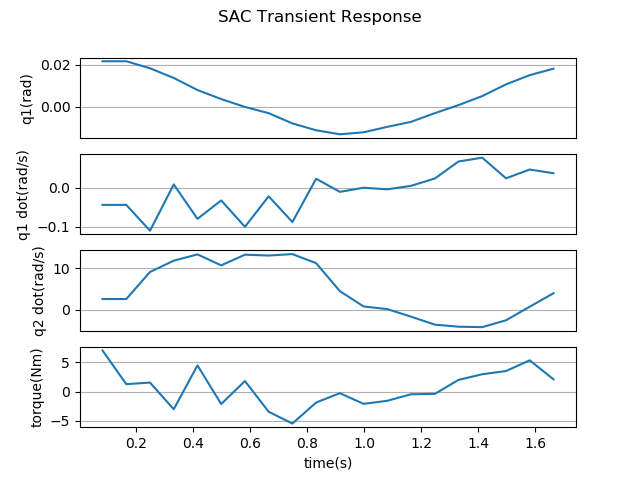 SAC Transient Response
0.02
0.00
q1(rad)
0.0
−0.1
q1 dot(rad/s)
10
0
q2 dot(rad/s)
5
0
−5
torque(Nm)
0.2 0.4 0.6 0.8 1.0 1.2 1.4 1.6
time(s)